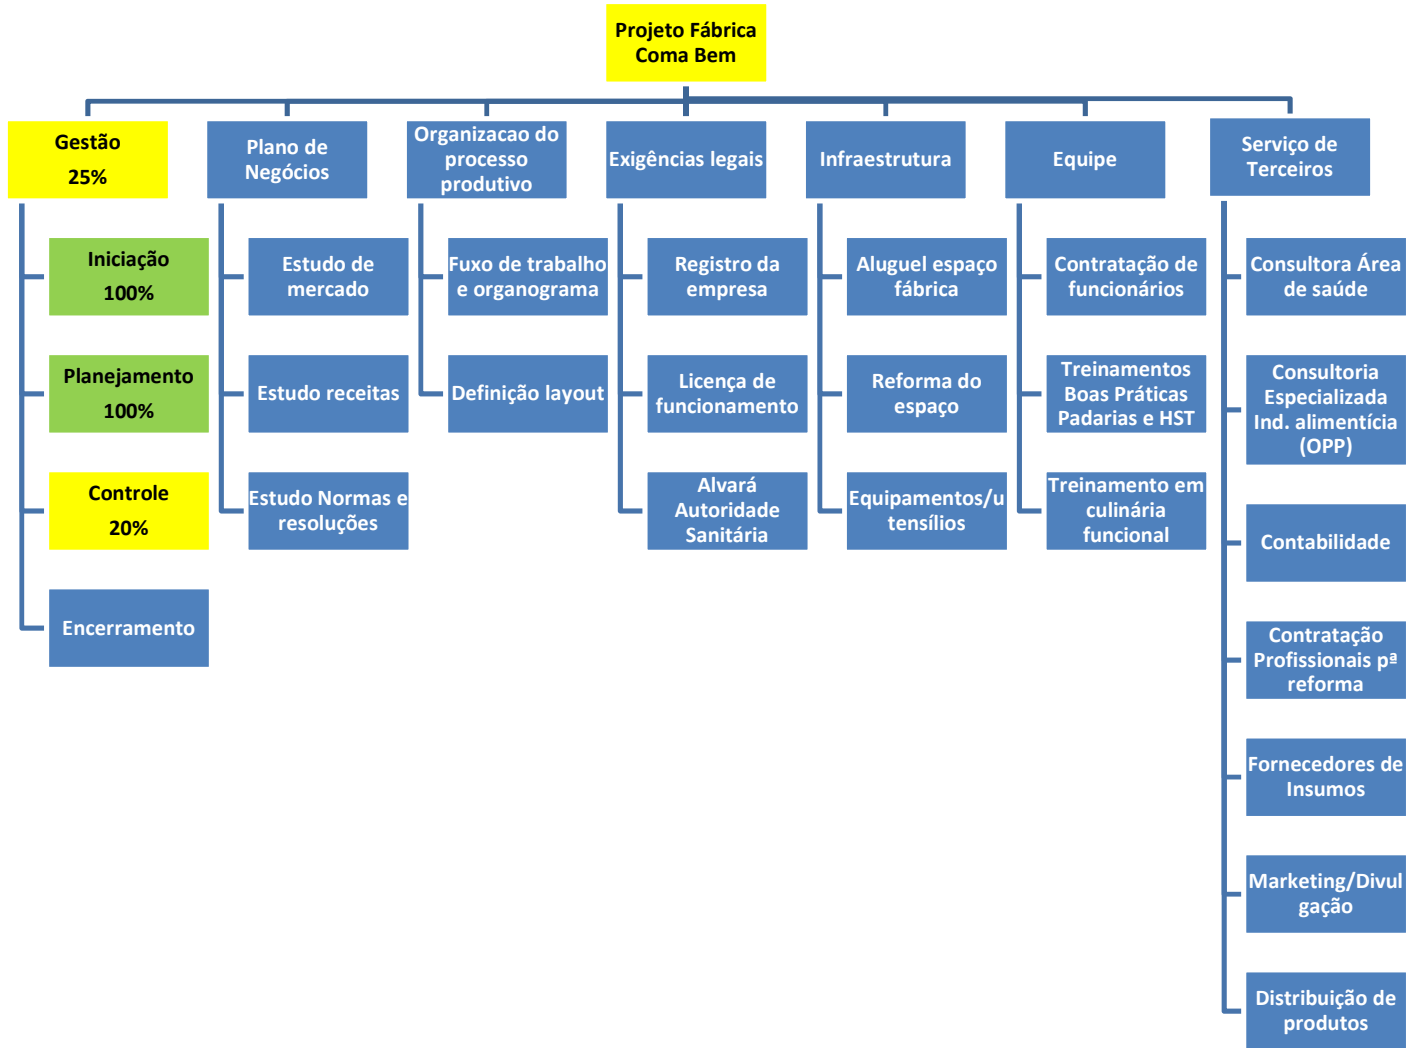 Projeto Fábrica
Coma Bem
Gestão
25%
Iniciação
100%
Planejamento
100%
Controle
20%
Encerramento
Plano de
Negócios
Estudo de
mercado
Estudo receitas
Estudo Normas e
resoluções
Organizacao do
processo
produtivo
Fuxo de trabalho
e organograma
Definição layout
Exigências legais
Registro da
empresa
Licença de
funcionamento
Alvará
Autoridade
Sanitária
Infraestrutura
Aluguel espaço
fábrica
Reforma do
espaço
Equipamentos/u
tensílios
Equipe
Contratação de
funcionários
Treinamentos
Boas Práticas
Padarias e HST
Treinamento em
culinária
funcional
Serviço de
Terceiros
Consultora Área
de saúde
Consultoria
Especializada
Ind. alimentícia
(OPP)
Contabilidade
Contratação
Profissionais pª
reforma
Fornecedores de
Insumos
Marketing/Divul
gação
Distribuição de
produtos